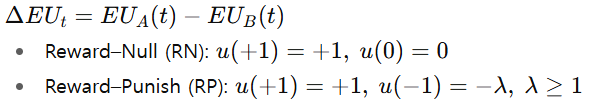 ΔEU_t = EU_A(t) − EU_B(t)
• Reward–Null (RN): u(+1) = +1, u(0) = 0
• Reward–Punish (RP): u(+1) = +1, u(−1) = −λ, λ ≥ 1